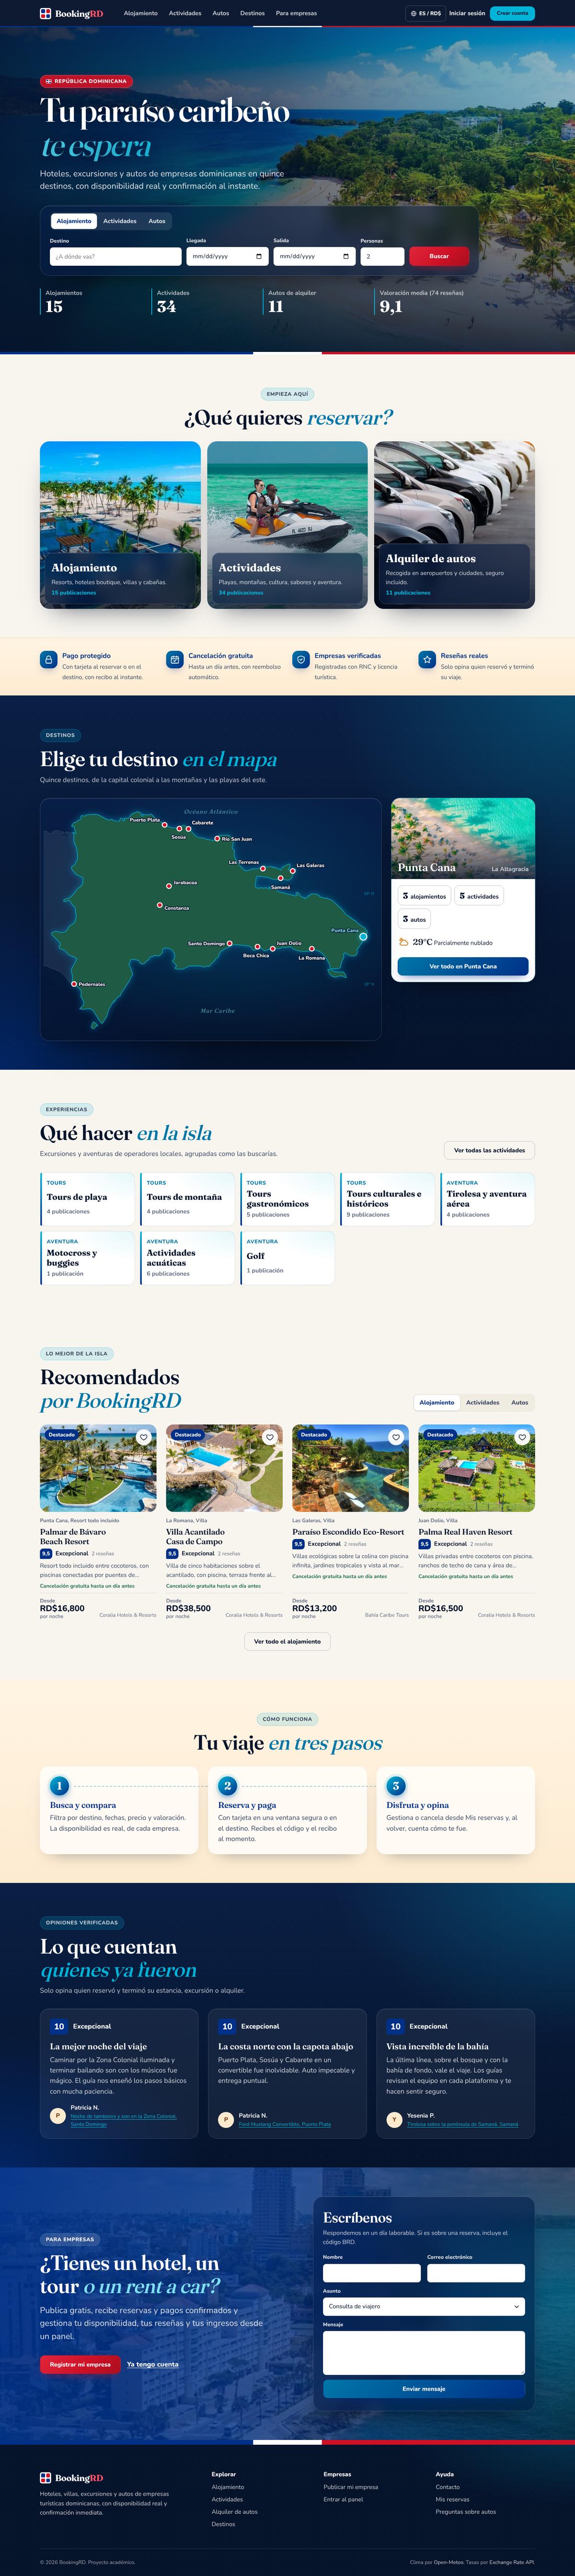 BookingRD
Alojamiento
Actividades
Autos
Destinos
Para empresas
ES / RD$
Iniciar sesión
Crear cuenta
REPÚBLICA DOMINICANA
Tu paraíso caribeño
te espera
Hoteles, excursiones y autos de empresas dominicanas en quince
destinos, con disponibilidad real y confirmación al instante.
Alojamiento
Actividades
Autos
Destino
Llegada
Salida
Personas
¿A dónde vas?
mm/dd/yyyy
mm/dd/yyyy
2
Buscar
Alojamientos
15
Actividades
34
Autos de alquiler
11
Valoración media (74 reseñas)
9,1
EMPIEZA AQUÍ
¿Qué quieres reservar?
Alojamiento
Resorts, hoteles boutique, villas y cabañas.
15 publicaciones
Actividades
Playas, montañas, cultura, sabores y aventura.
34 publicaciones
Alquiler de autos
Recogida en aeropuertos y ciudades, seguro
incluido.
11 publicaciones
Pago protegido
Con tarjeta al reservar o en el
destino, con recibo al instante.
Cancelación gratuita
Hasta un día antes, con reembolso
automático.
Empresas verificadas
Registradas con RNC y licencia
turística.
Reseñas reales
Solo opina quien reservó y terminó
su viaje.
DESTINOS
Elige tu destino en el mapa
Quince destinos, de la capital colonial a las montañas y las playas del este.
Océano Atlántico
Puerto Plata
Cabarete
Sosúa
Río San Juan
Las Terrenas
Las Galeras
Samaná
Jarabacoa
Constanza
Punta Cana
Santo Domingo
Juan Dolio
Boca Chica
La Romana
Pedernales
Mar Caribe
Punta Cana
La Altagracia
3 alojamientos
5 actividades
3 autos
29°C Parcialmente nublado
Ver todo en Punta Cana
EXPERIENCIAS
Qué hacer en la isla
Excursiones y aventuras de operadores locales, agrupadas como las buscarías.
Ver todas las actividades
TOURS
Tours de playa
4 publicaciones
TOURS
Tours de montaña
4 publicaciones
TOURS
Tours
gastronómicos
5 publicaciones
TOURS
Tours culturales e
históricos
9 publicaciones
AVENTURA
Tirolesa y aventura
aérea
4 publicaciones
AVENTURA
Motocross y
buggies
1 publicación
AVENTURA
Actividades
acuáticas
6 publicaciones
AVENTURA
Golf
1 publicación
LO MEJOR DE LA ISLA
Recomendados
por BookingRD
Alojamiento
Actividades
Autos
Destacado
Punta Cana, Resort todo incluido
Palmar de Bávaro
Beach Resort
9,5 Excepcional 2 reseñas
Resort todo incluido entre cocoteros, con
piscinas conectadas por puentes de…
Cancelación gratuita hasta un día antes
Desde
RD$16,800
por noche
Coralia Hotels & Resorts
Destacado
La Romana, Villa
Villa Acantilado
Casa de Campo
9,5 Excepcional 2 reseñas
Villa de cinco habitaciones sobre el
acantilado, con piscina, terraza frente al…
Cancelación gratuita hasta un día antes
Desde
RD$38,500
por noche
Coralia Hotels & Resorts
Destacado
Las Galeras, Villa
Paraíso Escondido Eco-Resort
9,5 Excepcional 2 reseñas
Villas ecológicas sobre la colina con piscina
infinita, jardines tropicales y vista al mar…
Cancelación gratuita hasta un día antes
Desde
RD$13,200
por noche
Bahía Caribe Tours
Destacado
Juan Dolio, Villa
Palma Real Haven Resort
9,5 Excepcional 2 reseñas
Villas privadas entre cocoteros con piscina,
ranchos de techo de cana y área de…
Cancelación gratuita hasta un día antes
Desde
RD$16,500
por noche
Coralia Hotels & Resorts
Ver todo el alojamiento
CÓMO FUNCIONA
Tu viaje en tres pasos
1
Busca y compara
Filtra por destino, fechas, precio y valoración.
La disponibilidad es real, de cada empresa.
2
Reserva y paga
Con tarjeta en una ventana segura o en
el destino. Recibes el código y el recibo
al momento.
3
Disfruta y opina
Gestiona o cancela desde Mis reservas y, al
volver, cuenta cómo te fue.
OPINIONES VERIFICADAS
Lo que cuentan
quienes ya fueron
Solo opina quien reservó y terminó su estancia, excursión o alquiler.
10 Excepcional
La mejor noche del viaje
Caminar por la Zona Colonial iluminada y
terminar bailando son con los músicos fue
mágico. El guía nos enseñó los pasos básicos
con mucha paciencia.
P
Patricia N.
Noche de tambores y son en la Zona Colonial,
Santo Domingo
10 Excepcional
La costa norte con la capota abajo
Puerto Plata, Sosúa y Cabarete en un
convertible fue inolvidable. Auto impecable y
entrega puntual.
P
Patricia N.
Ford Mustang Convertible, Puerto Plata
10 Excepcional
Vista increíble de la bahía
La última línea, sobre el bosque y con la
bahía de fondo, vale el viaje. Los guías
revisan el equipo en cada plataforma y te
hacen sentir seguro.
Y
Yesenia P.
Tirolesa sobre la península de Samaná, Samaná
PARA EMPRESAS
¿Tienes un hotel, un
tour o un rent a car?
Publica gratis, recibe reservas y pagos confirmados y
gestiona tu disponibilidad, tus reseñas y tus ingresos desde
un panel.
Registrar mi empresa
Ya tengo cuenta
Escríbenos
Respondemos en un día laborable. Si es sobre una reserva, incluye el
código BRD.
Nombre
Correo electrónico
Asunto
Consulta de viajero
Mensaje
Enviar mensaje
BookingRD
Hoteles, villas, excursiones y autos de empresas
turísticas dominicanas, con disponibilidad real y
confirmación inmediata.
Explorar
Alojamiento
Actividades
Alquiler de autos
Destinos
Empresas
Publicar mi empresa
Entrar al panel
Ayuda
Contacto
Mis reservas
Preguntas sobre autos
© 2026 BookingRD. Proyecto académico.
Clima por Open-Meteo. Tasas por Exchange Rate API.